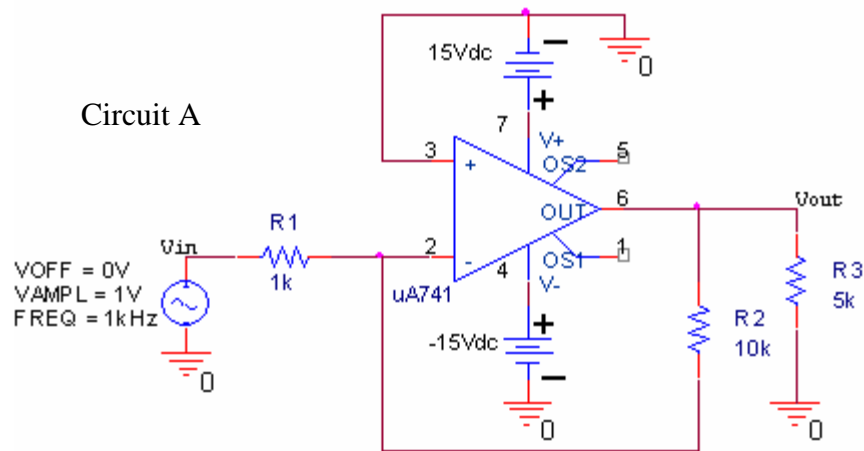 15Vdc
−
0
+
Circuit A
7
V+
5
3
+
OS2
6
Vout
OUT
R1
Vin
2
-
OS1
1
1k
4
V-
uA741
VOFF = 0V
VAMPL = 1V
FREQ = 1kHz
R3
5k
R2
10k
+
-15Vdc
−
0
0
0